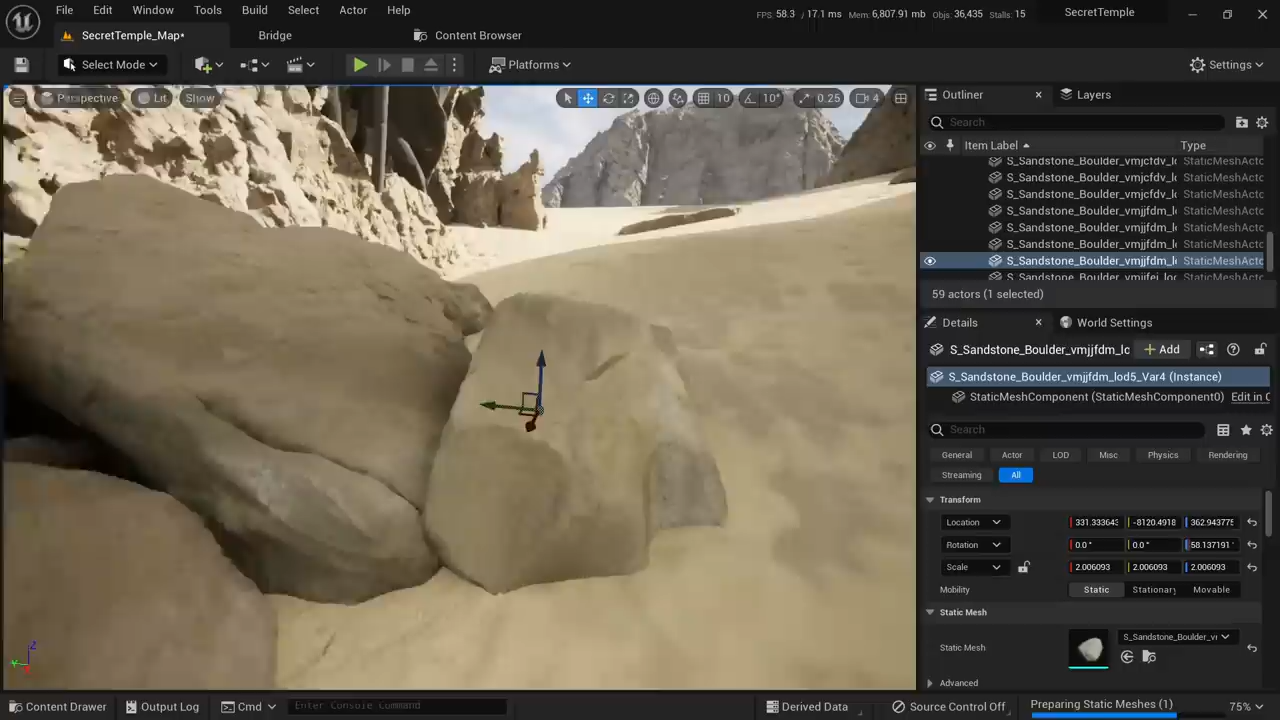 File Edit Window Tools Build Select Actor Help
FPS: 58.3 / 17.1 ms Mem: 6,807.91 mb Objs: 36,435 Stalls: 15
SecretTemple
SecretTemple_Map*
Bridge
Content Browser
Select Mode
Platforms
Settings
Perspective
Lit
Show
10
10°
0.25
4
Outliner
Layers
Search
Item Label
Type
S_Sandstone_Boulder_vmjcfdv_l StaticMeshActo
S_Sandstone_Boulder_vmjcfdv_l StaticMeshActo
S_Sandstone_Boulder_vmjcfdv_l StaticMeshActo
S_Sandstone_Boulder_vmjjfdm_l StaticMeshActo
S_Sandstone_Boulder_vmjjfdm_l StaticMeshActo
S_Sandstone_Boulder_vmjjfdm_l StaticMeshActo
S_Sandstone_Boulder_vmjjfdm_l StaticMeshActo
59 actors (1 selected)
Details
World Settings
S_Sandstone_Boulder_vmjjfdm_lo
Add
S_Sandstone_Boulder_vmjjfdm_lod5_Var4 (Instance)
StaticMeshComponent (StaticMeshComponent0) Edit in C
Search
General Actor LOD Misc Physics Rendering
Streaming All
Transform
Location 331.333643 -8120.4918 362.943775
Rotation 0.0 ° 0.0 ° 58.137191 °
Scale 2.006093 2.006093 2.006093
Mobility Static Stationary Movable
Static Mesh
Static Mesh S_Sandstone_Boulder_vr
Advanced
Z
Content Drawer
Output Log
Cmd
Enter Console Command
Derived Data
Source Control Off
Preparing Static Meshes (1)
75%